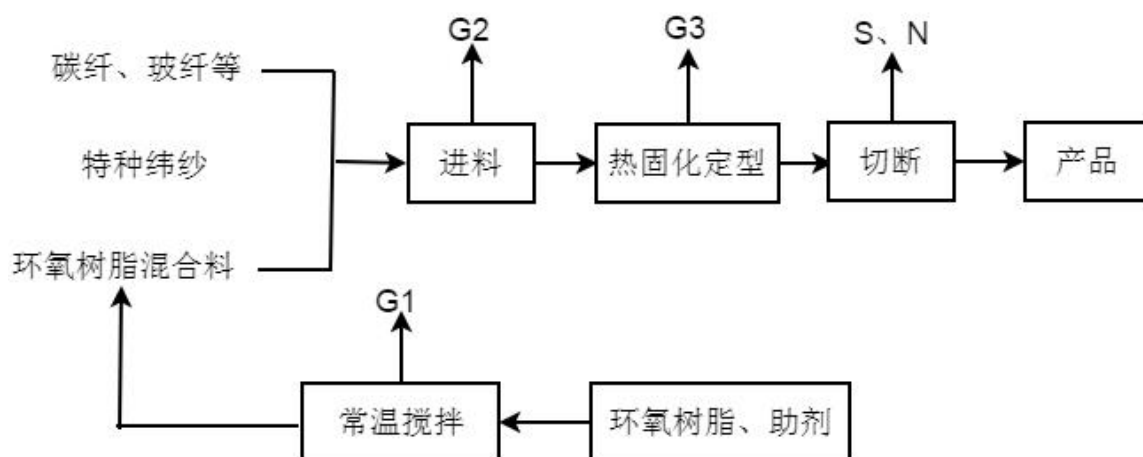 G2
G3
S、N
碳纤、玻纤等
特种纬纱
进料
热固化定型
切断
产品
环氧树脂混合料
G1
常温搅拌
环氧树脂、助剂